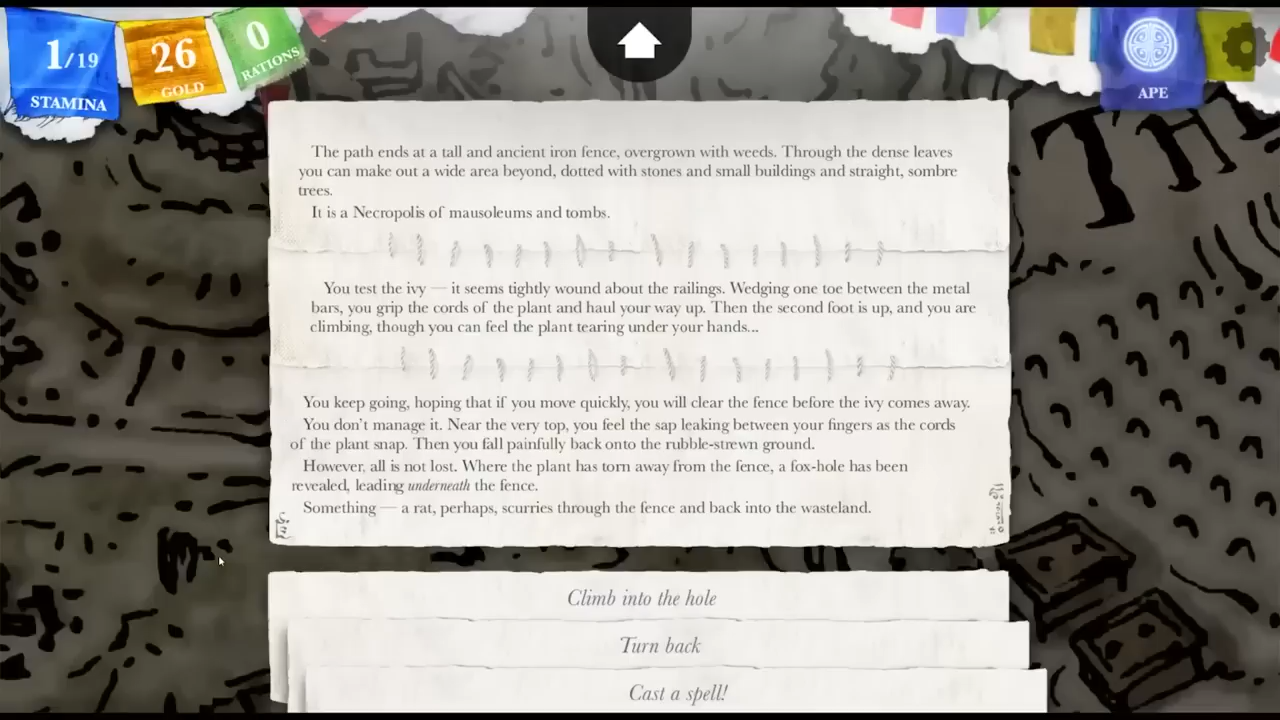 1/19
STAMINA
26
GOLD
0
RATIONS
APE
TH
The path ends at a tall and ancient iron fence, overgrown with weeds. Through the dense leaves
you can make out a wide area beyond, dotted with stones and small buildings and straight, sombre
trees.
It is a Necropolis of mausoleums and tombs.
You test the ivy — it seems tightly wound about the railings. Wedging one toe between the metal
bars, you grip the cords of the plant and haul your way up. Then the second foot is up, and you are
climbing, though you can feel the plant tearing under your hands...
You keep going, hoping that if you move quickly, you will clear the fence before the ivy comes away.
You don't manage it. Near the very top, you feel the sap leaking between your fingers as the cords
of the plant snap. Then you fall painfully back onto the rubble-strewn ground.
However, all is not lost. Where the plant has torn away from the fence, a fox-hole has been
revealed, leading underneath the fence.
Something — a rat, perhaps, scurries through the fence and back into the wasteland.
Climb into the hole
Turn back
Cast a spell!